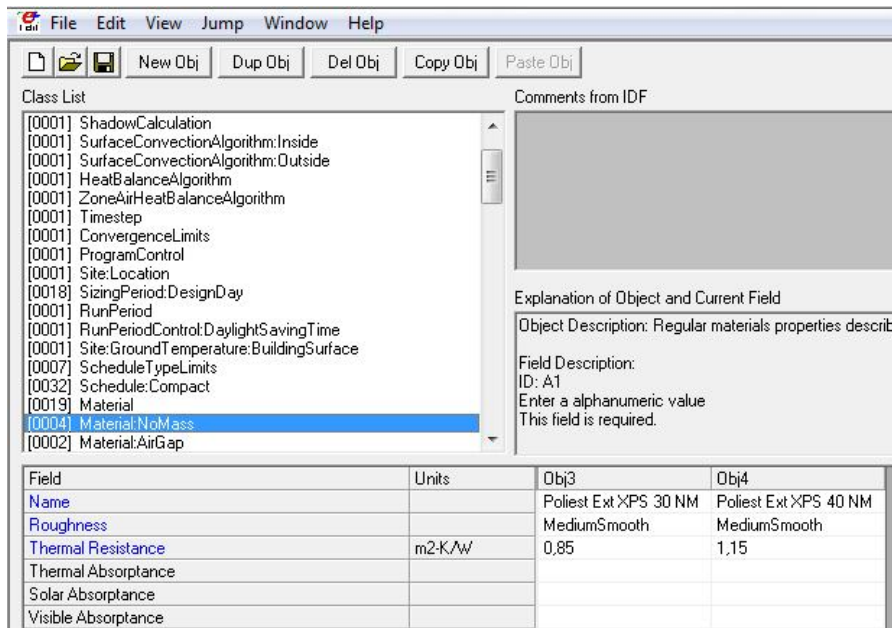 File Edit View Jump Window Help
New Obj Dup Obj Del Obj Copy Obj Paste Obj
Class List
[0001] ShadowCalculation
[0001] SurfaceConvectionAlgorithm:Inside
[0001] SurfaceConvectionAlgorithm:Outside
[0001] HeatBalanceAlgorithm
[0001] ZoneAirHeatBalanceAlgorithm
[0001] Timestep
[0001] ConvergenceLimits
[0001] ProgramControl
[0001] Site:Location
[0018] SizingPeriod:DesignDay
[0001] RunPeriod
[0001] RunPeriodControl:DaylightSavingTime
[0001] Site:GroundTemperature:BuildingSurface
[0007] ScheduleTypeLimits
[0032] Schedule:Compact
[0019] Material
[0004] Material:NoMass
[0002] Material:AirGap
Comments from IDF
Explanation of Object and Current Field
Object Description: Regular materials properties describ
Field Description:
ID: A1
Enter a alphanumeric value
This field is required.
Field Units Obj3 Obj4
Name Poliest Ext XPS 30 NM Poliest Ext XPS 40 NM
Roughness MediumSmooth MediumSmooth
Thermal Resistance m2-K/W 0,85 1,15
Thermal Absorptance
Solar Absorptance
Visible Absorptance